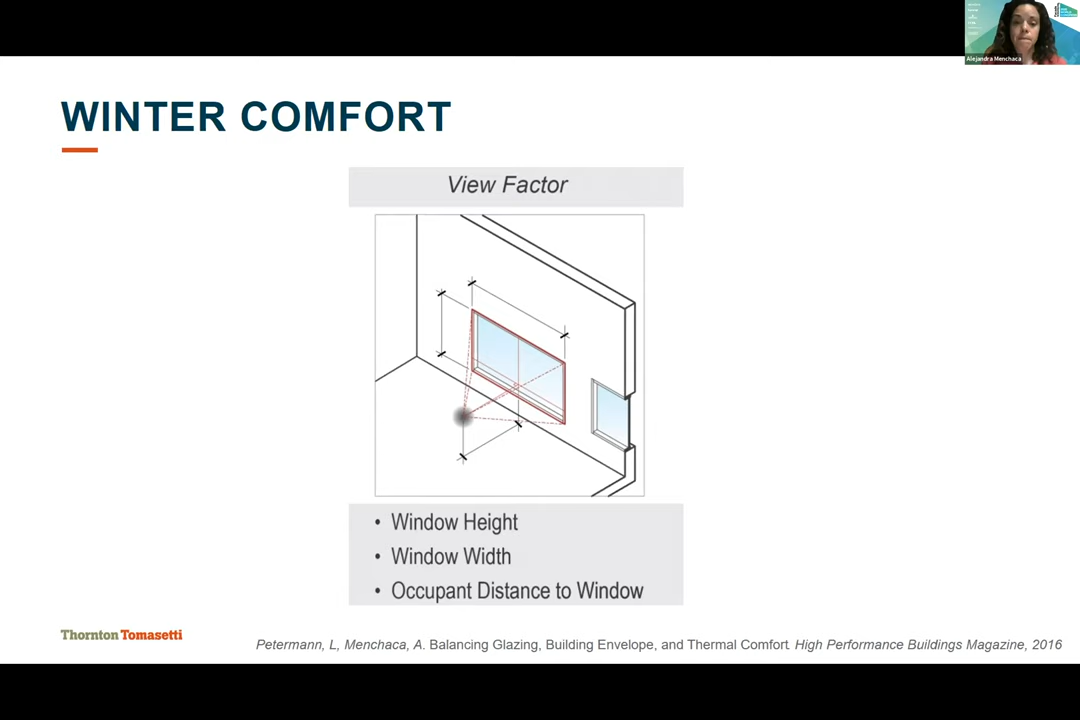 Alejandra Menchaca
WINTER COMFORT
View Factor
• Window Height
• Window Width
• Occupant Distance to Window
Thornton Tomasetti
Petermann, L, Menchaca, A. Balancing Glazing, Building Envelope, and Thermal Comfort. High Performance Buildings Magazine, 2016